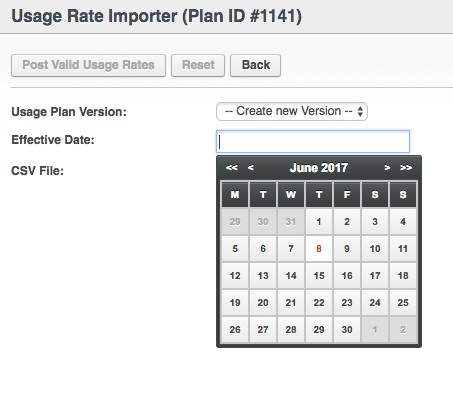 Usage Rate Importer (Plan ID #1141)
Post Valid Usage Rates Reset Back
Usage Plan Version: -- Create new Version --
Effective Date:
CSV File:
<< < June 2017 > >>
M T W T F S S
29 30 31 1 2 3 4
5 6 7 8 9 10 11
12 13 14 15 16 17 18
19 20 21 22 23 24 25
26 27 28 29 30 1 2